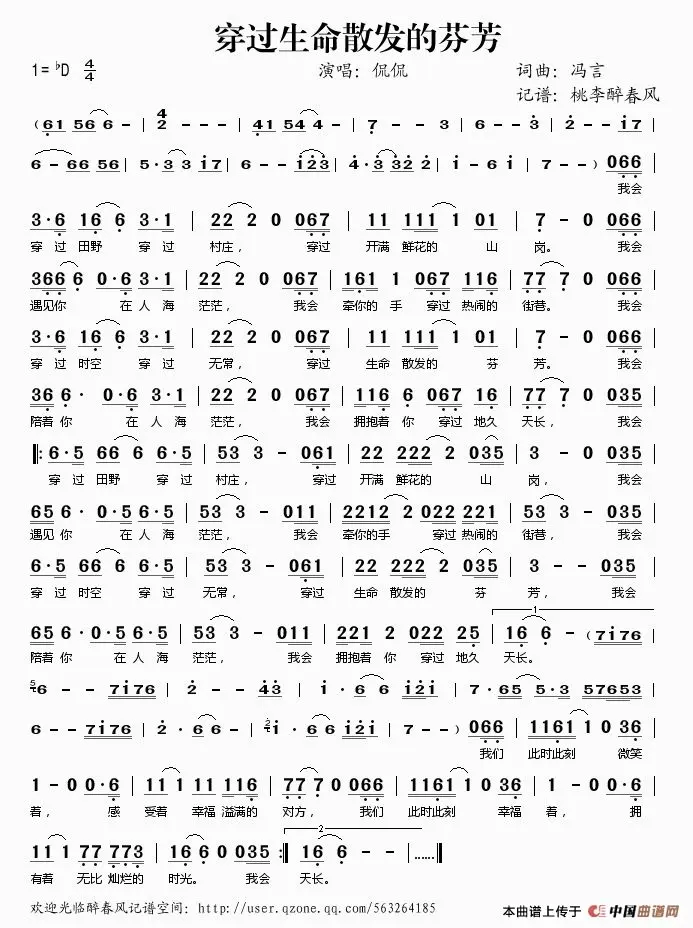 穿过生命散发的芬芳
1=♭D 4/4 演唱：侃侃 词曲：冯言
记谱：桃李醉春风
(61 56 6 - | 4 2 - - - | 41 54 4 - | 7 - - 3 | 6 - - 3 | 2 - - i7
6 - 66 56 | 5·3 3 i7 | 6 - - i23 | 4·3 32 2 | i - 6 i | 7 - - ) 066
我会
3·6 16 6 3·1 | 22 2 0 067 | 11 111 1 01 | 7 - 0 066 |
穿过 田野 穿过 村庄， 穿过 开满 鲜花的 山 岗。 我会
366 6 0·6 3·1 | 22 2 0 067 | 161 1 067 116 | 77 7 0 066 |
遇见你 在人海 茫茫， 我会 牵你的 手 穿过 热闹的 街巷。 我会
3·6 16 6 3·1 | 22 2 0 067 | 11 111 1 01 | 7 - 0 066 |
穿过 时空 穿过 无常， 穿过 生命 散发的 芬 芳。 我会
36 6· 0·6 3·1 | 22 2 0 067 | 116 6 067 16 | 77 7 0 035 |
陪着 你 在人海 茫茫， 我会 拥抱着 你 穿过 地久 天长， 我会
‖: 6·5 66 6 6·5 | 53 3 - 061 | 22 222 2 035 | 3 - 0 035 |
穿过 田野 穿过 村庄， 穿过 开满 鲜花的 山 岗， 我会
65 6· 0·5 6·5 | 53 3 - 011 | 2212 2 022 221 | 53 3 - 035 |
遇见 你 在人海 茫茫， 我会 牵你的手 穿过 热闹的 街巷， 我会
6·5 66 6 6·5 | 53 3 - 061 | 22 222 2 035 | 3 - - 035 |
穿过 时空 穿过 无常， 穿过 生命 散发的 芬 芳， 我会
65 6·0·5 6·5 | 53 3 - 011 | 221 2 022 25 | 1. 16 6 - (7i76 |
陪着 你 在人海 茫茫， 我会 拥抱着 你 穿过 地久 天长。
5 6 - - 7i76 | 2 - - 43 | i·6 6 i2i | 7·65 5·3 57653 |
6 - - 7i76 | 2·6 6 - | 2 i·6 6 i2i | 7 - - ) 066 | 1161 1 0 36 |
我们 此时此刻 微笑
1 - 0 0·6 | 11 1 11 116 | 77 7 0 066 | 1161 1 0 36 | 1 - 0 0·6 |
着， 感 受着 幸福 溢满的 对方， 我们 此时此刻 幸福 着， 拥
11 1 77 773 | 16 6 0 035 :‖ 2. 16 6 - - | ......‖
有着 无比 灿烂的 时光。 我会 天长。
欢迎光临醉春风记谱空间：http://user.qzone.qq.com/563264185
本曲谱上传于 中国曲谱网